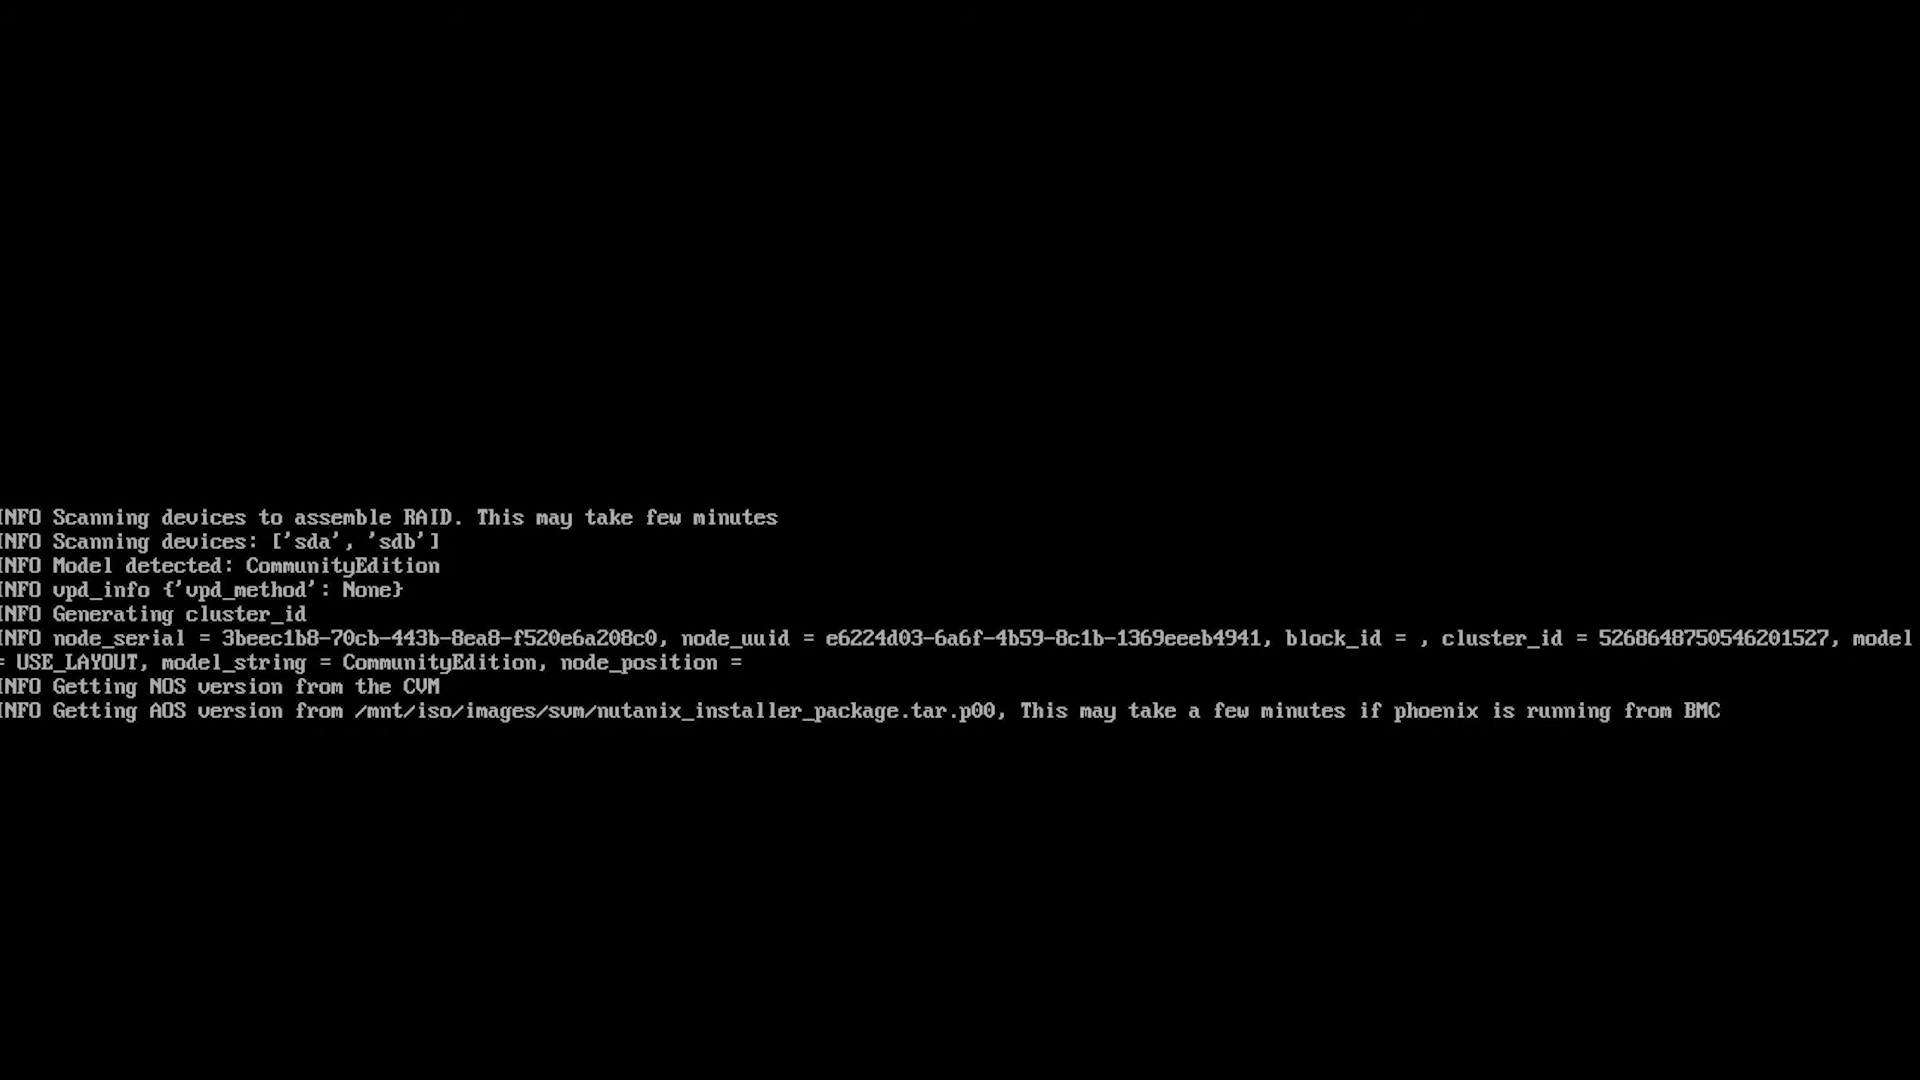 INFO Scanning devices to assemble RAID. This may take few minutes
INFO Scanning devices: ['sda', 'sdb']
INFO Model detected: CommunityEdition
INFO vpd_info {'vpd_method': None}
INFO Generating cluster_id
INFO node_serial = 3beec1b8-70cb-443b-8ea8-f520e6a208c0, node_uuid = e6224d03-6a6f-4b59-8c1b-1369eeeb4941, block_id = , cluster_id = 5268648750546201527, model
= USE_LAYOUT, model_string = CommunityEdition, node_position =
INFO Getting NOS version from the CVM
INFO Getting AOS version from /mnt/iso/images/svm/nutanix_installer_package.tar.p00, This may take a few minutes if phoenix is running from BMC